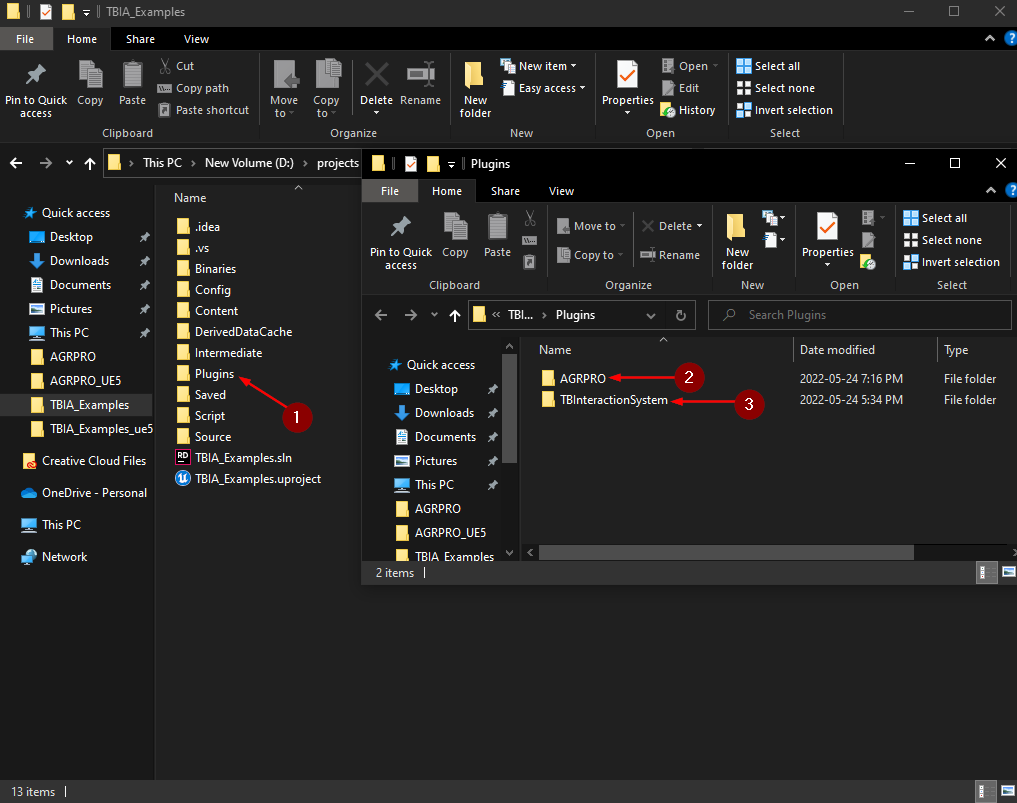 TBIA_Examples
File Home Share View
Pin to Quick access
Copy
Paste
Cut
Copy path
Paste shortcut
Clipboard
Move to
Copy to
Delete
Rename
Organize
New folder
New item
Easy access
New
Properties
Open
Edit
History
Open
Select all
Select none
Invert selection
Select
This PC New Volume (D:) projects
Quick access
Desktop
Downloads
Documents
Pictures
This PC
AGRPRO
AGRPRO_UE5
TBIA_Examples
TBIA_Examples_ue5
Creative Cloud Files
OneDrive - Personal
This PC
Network
Name
.idea
.vs
Binaries
Config
Content
DerivedDataCache
Intermediate
Plugins
Saved
Script
Source
RD TBIA_Examples.sln
TBIA_Examples.uproject
1
Plugins
File Home Share View
Pin to Quick access
Copy
Paste
Clipboard
Move to
Copy to
Delete
Rename
Organize
New folder
New
Properties
Open
Select all
Select none
Invert selection
Select
« TBI... Plugins
Search Plugins
Quick access
Desktop
Downloads
Documents
Pictures
This PC
AGRPRO
AGRPRO_UE5
TBIA_Examples
Name Date modified Type
AGRPRO 2 2022-05-24 7:16 PM File folder
TBInteractionSystem 3 2022-05-24 5:34 PM File folder
2 items
13 items